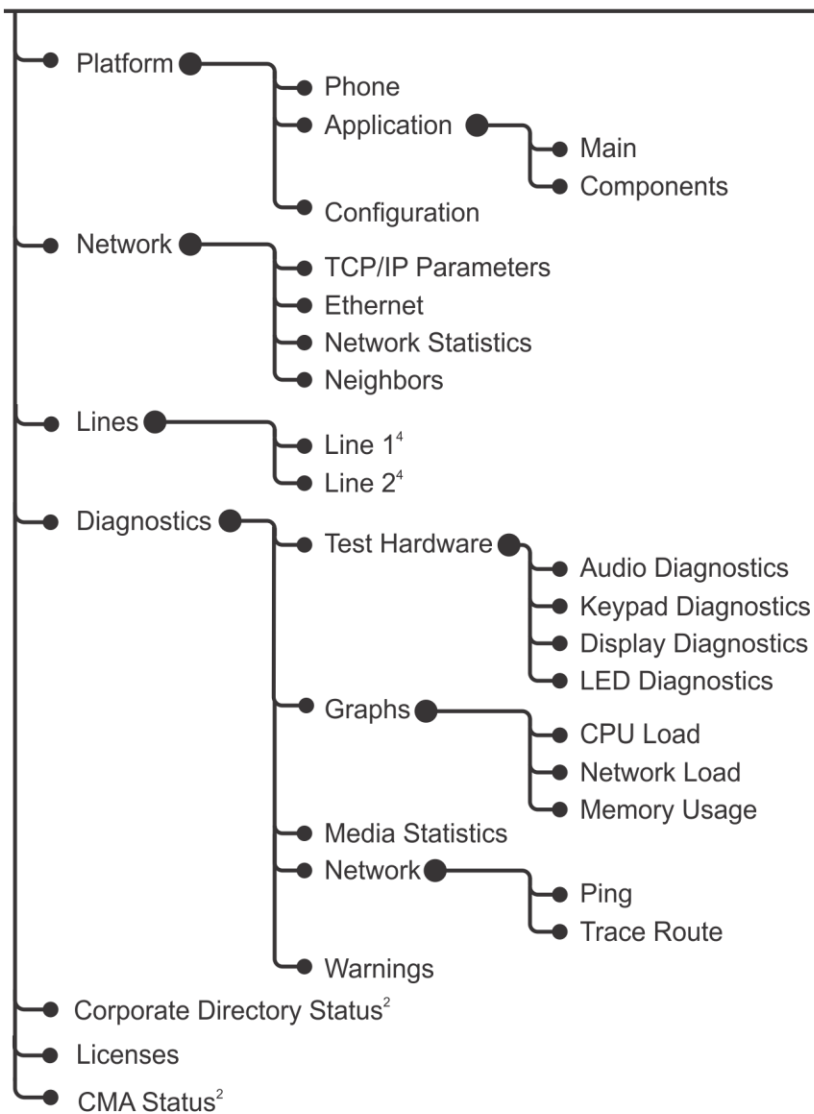 Platform
Phone
Application
Main
Components
Configuration
Network
TCP/IP Parameters
Ethernet
Network Statistics
Neighbors
Lines
Line 1⁴
Line 2⁴
Diagnostics
Test Hardware
Audio Diagnostics
Keypad Diagnostics
Display Diagnostics
LED Diagnostics
Graphs
CPU Load
Network Load
Memory Usage
Media Statistics
Network
Ping
Trace Route
Warnings
Corporate Directory Status²
Licenses
CMA Status²